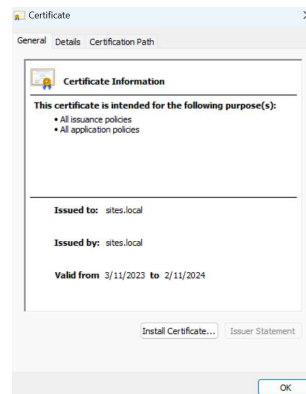 Certificate
General Details Certification Path
Certificate Information
This certificate is intended for the following purpose(s):
• All issuance policies
• All application policies
Issued to: sites.local
Issued by: sites.local
Valid from 3/11/2023 to 2/11/2024
Install Certificate... Issuer Statement
OK